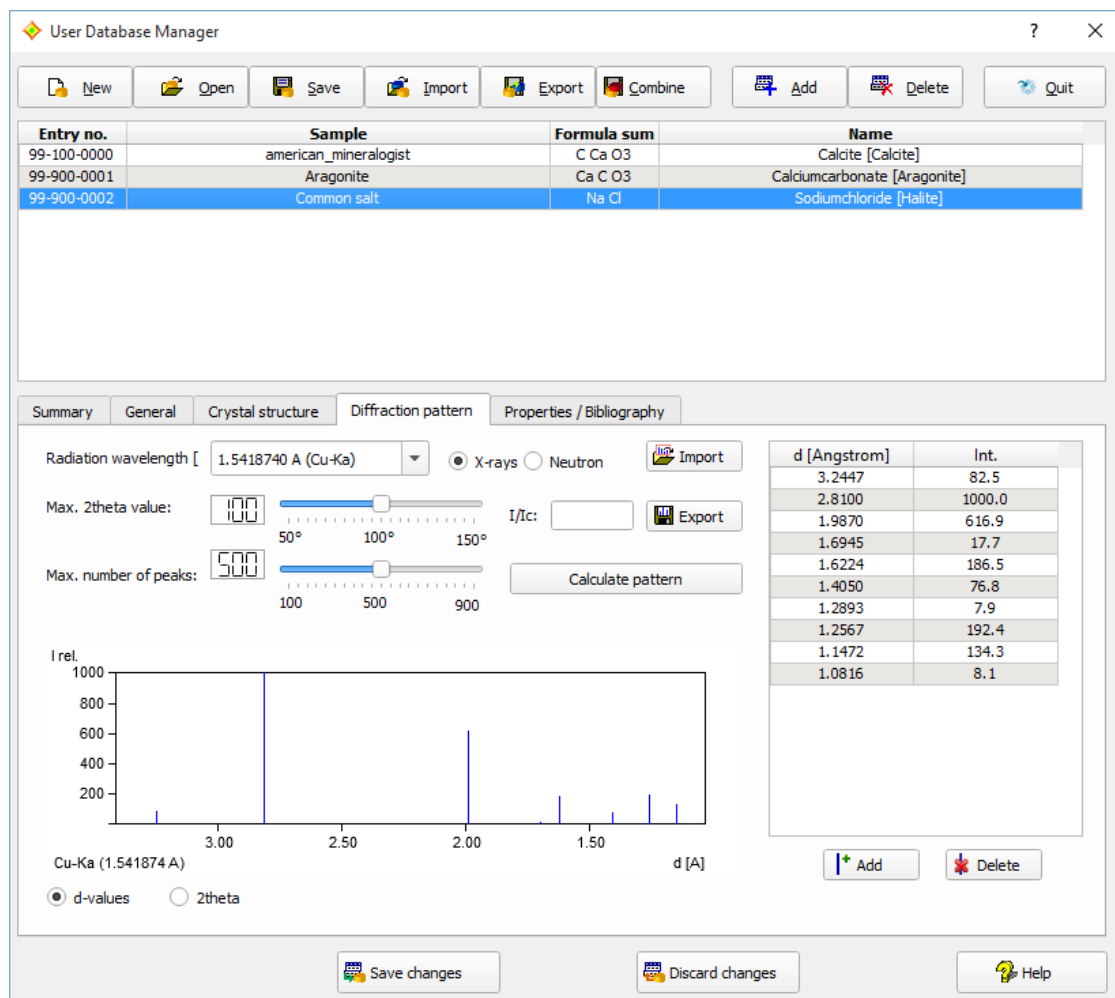 User Database Manager ?
New Open Save Import Export Combine Add Delete Quit
Entry no. Sample Formula sum Name
99-100-0000 american_mineralogist C Ca O3 Calcite [Calcite]
99-900-0001 Aragonite Ca C O3 Calciumcarbonate [Aragonite]
99-900-0002 Common salt Na Cl Sodiumchloride [Halite]
Summary General Crystal structure Diffraction pattern Properties / Bibliography
Radiation wavelength [ 1.5418740 A (Cu-Ka) X-rays Neutron Import
Max. 2theta value: 100 I/Ic: Export
50° 100° 150°
Max. number of peaks: 500 Calculate pattern
100 500 900
I rel.
1000
800
600
400
200
3.00 2.50 2.00 1.50
Cu-Ka (1.541874 A) d [A]
d-values 2theta
d [Angstrom] Int.
3.2447 82.5
2.8100 1000.0
1.9870 616.9
1.6945 17.7
1.6224 186.5
1.4050 76.8
1.2893 7.9
1.2567 192.4
1.1472 134.3
1.0816 8.1
Add Delete
Save changes Discard changes Help